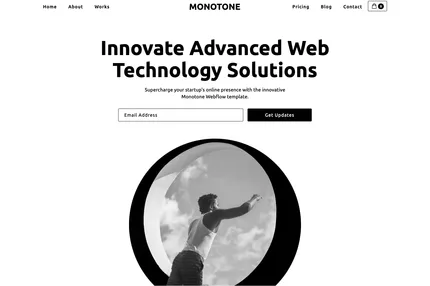 Home About Works MONOTONE Pricing Blog Contact 0
Innovate Advanced Web
Technology Solutions
Supercharge your startup's online presence with the innovative
Monotone Webflow template.
Email Address Get Updates